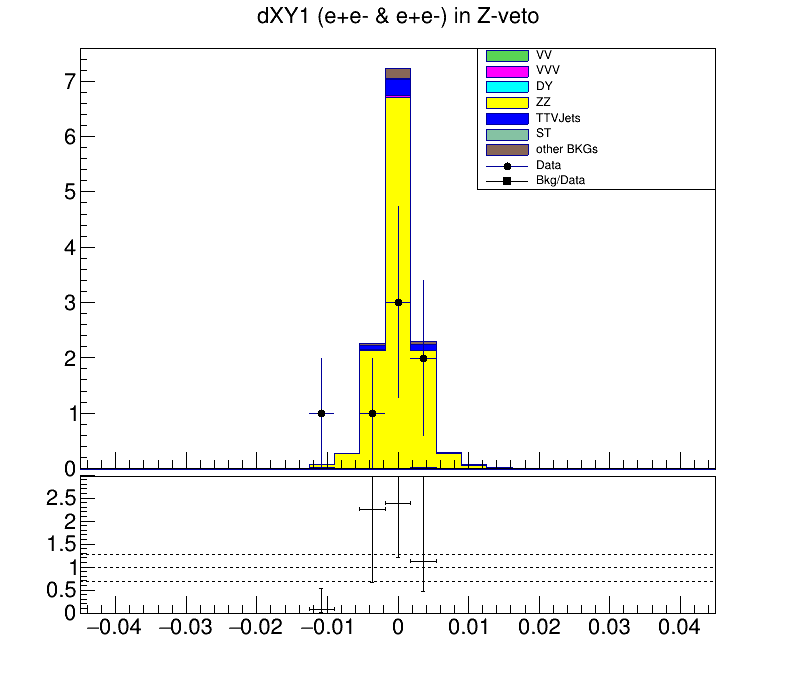 dXY1 (e+e- & e+e-) in Z-veto
VV
VVV
DY
ZZ
TTVJets
ST
other BKGs
Data
Bkg/Data
7
6
5
4
3
2
1
0
2.5
2
1.5
1
0.5
0
−0.04 −0.03 −0.02 −0.01 0 0.01 0.02 0.03 0.04